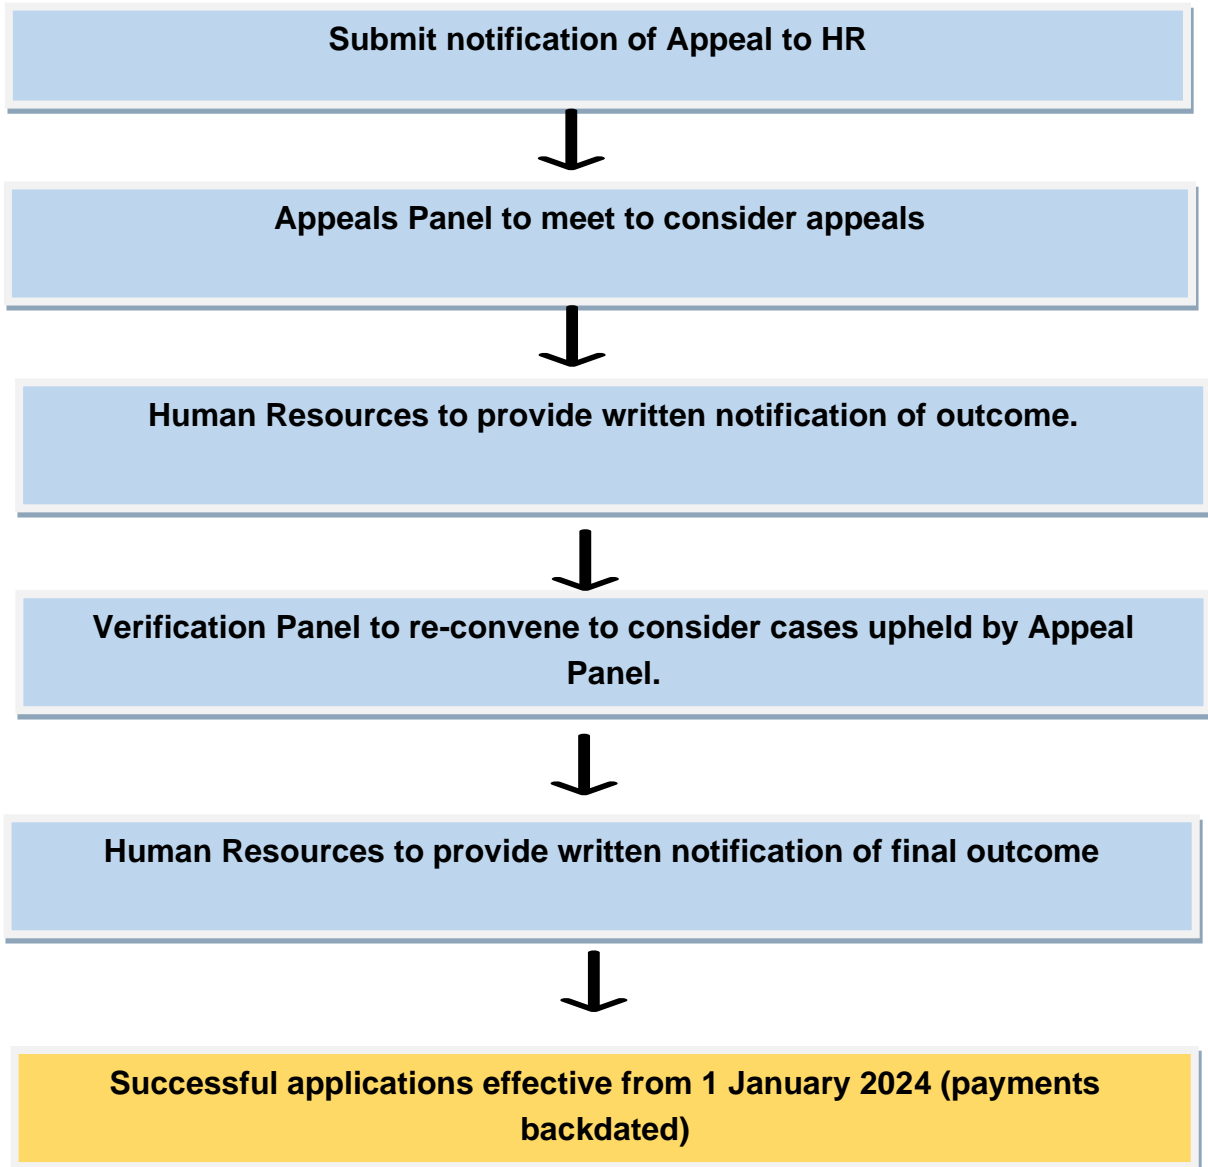 Submit notification of Appeal to HR
Appeals Panel to meet to consider appeals
Human Resources to provide written notification of outcome.
Verification Panel to re-convene to consider cases upheld by Appeal
Panel.
Human Resources to provide written notification of final outcome
Successful applications effective from 1 January 2024 (payments
backdated)